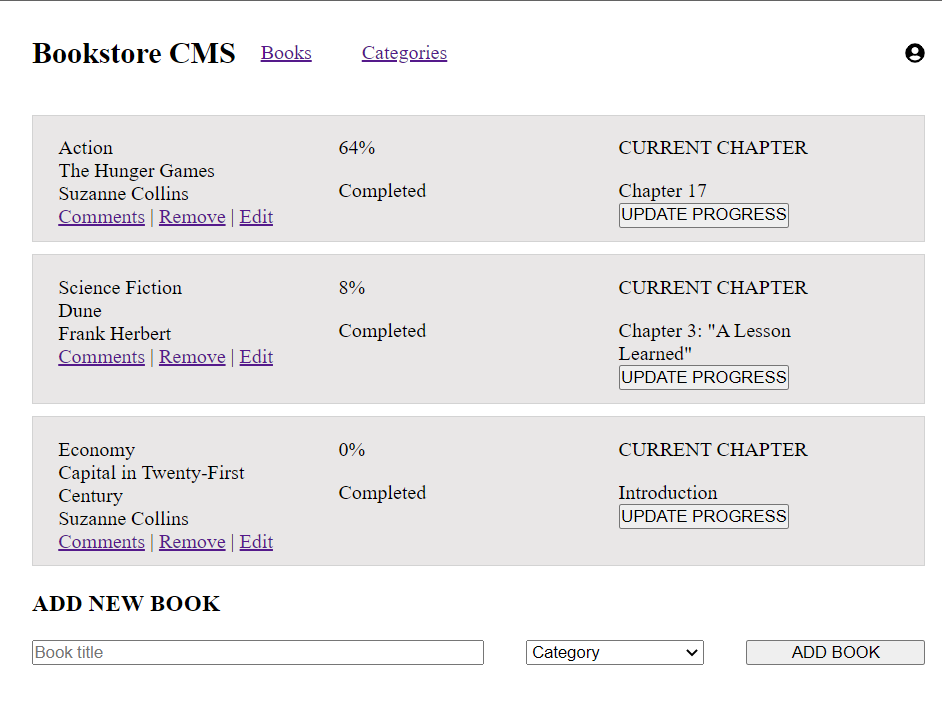 Bookstore CMS Books Categories
Action
The Hunger Games
Suzanne Collins
Comments | Remove | Edit
64%
Completed
CURRENT CHAPTER
Chapter 17
UPDATE PROGRESS
Science Fiction
Dune
Frank Herbert
Comments | Remove | Edit
8%
Completed
CURRENT CHAPTER
Chapter 3: "A Lesson
Learned"
UPDATE PROGRESS
Economy
Capital in Twenty-First
Century
Suzanne Collins
Comments | Remove | Edit
0%
Completed
CURRENT CHAPTER
Introduction
UPDATE PROGRESS
ADD NEW BOOK
Book title Category ADD BOOK